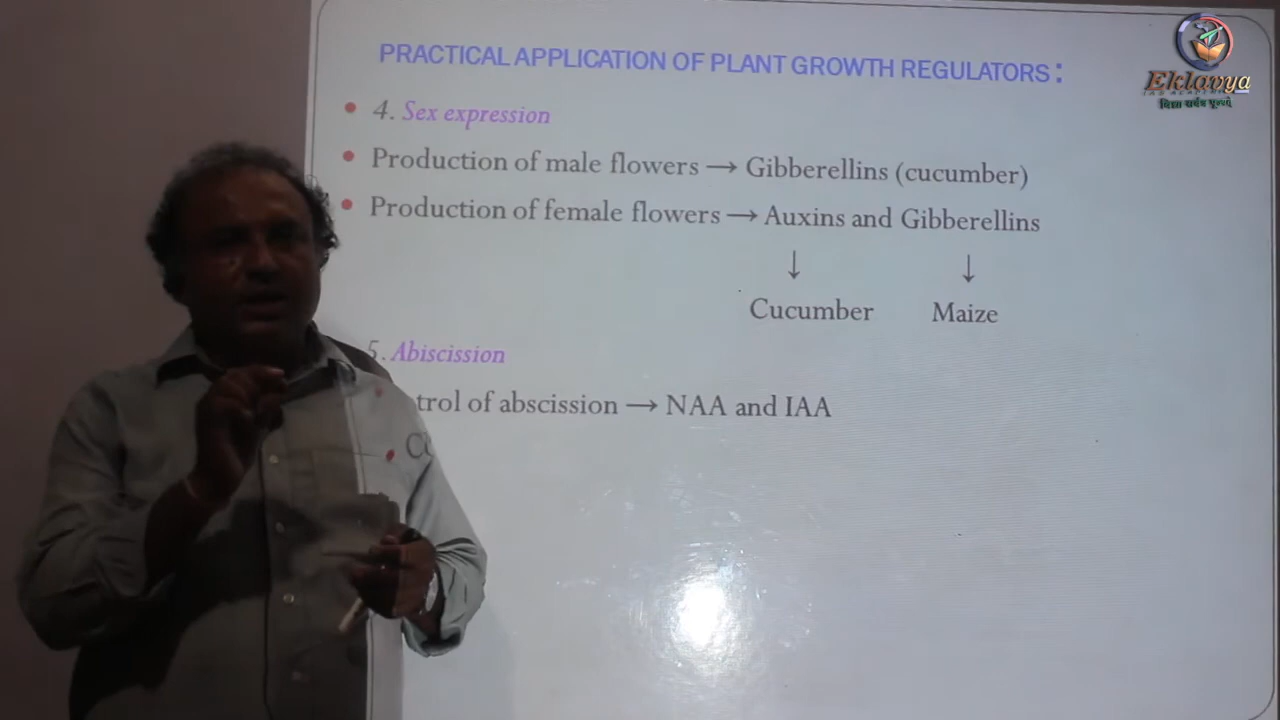 PRACTICAL APPLICATION OF PLANT GROWTH REGULATORS :
Eklavya
4. Sex expression
Production of male flowers → Gibberellins (cucumber)
Production of female flowers → Auxins and Gibberellins
↓ ↓
Cucumber Maize
5. Abiscission
trol of abscission → NAA and IAA